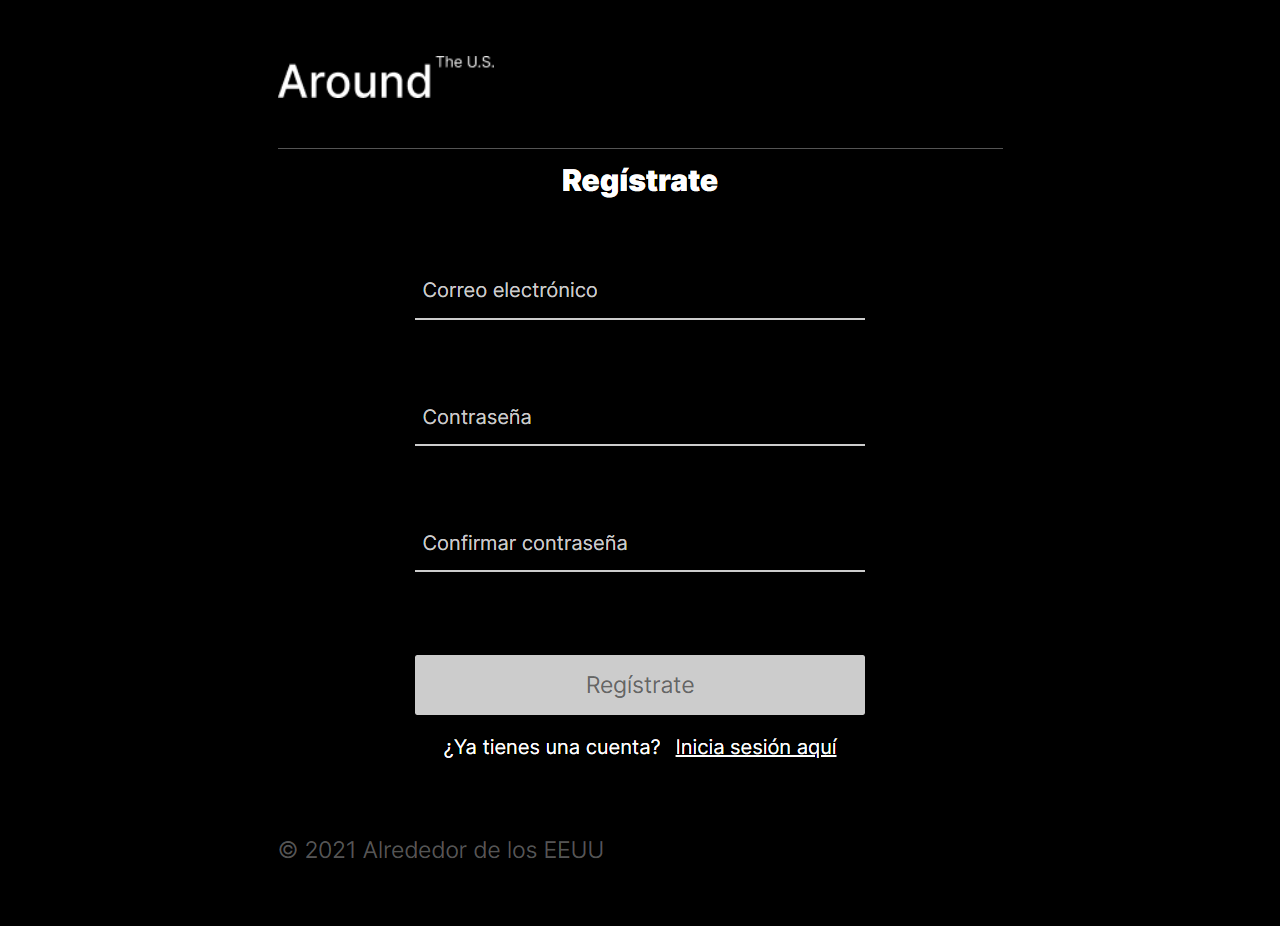 Around The U.S.
Regístrate
Correo electrónico
Contraseña
Confirmar contraseña
Regístrate
¿Ya tienes una cuenta? Inicia sesión aquí
© 2021 Alrededor de los EEUU